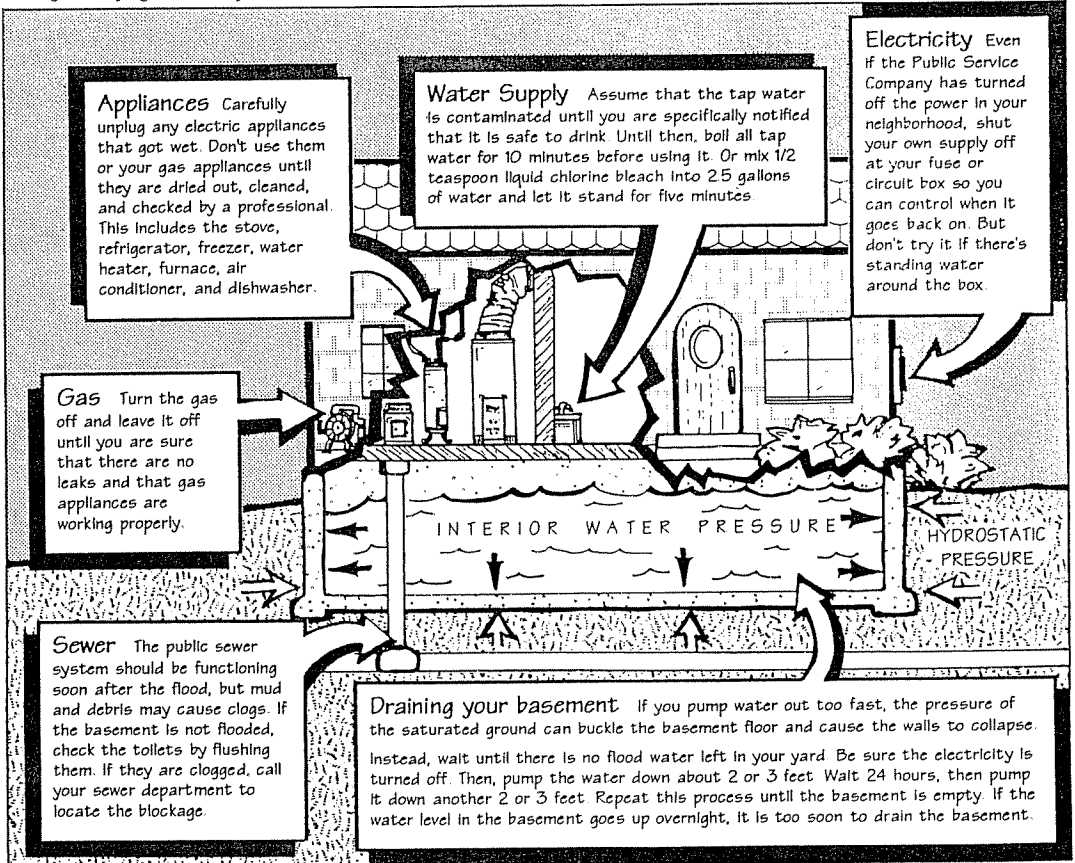 Appliances Carefully
unplug any electric appliances
that got wet. Don't use them
or your gas appliances until
they are dried out, cleaned,
and checked by a professional.
This includes the stove,
refrigerator, freezer, water
heater, furnace, air
conditioner, and dishwasher.
Water Supply Assume that the tap water
is contaminated until you are specifically notified
that it is safe to drink. Until then, boil all tap
water for 10 minutes before using it. Or mix 1/2
teaspoon liquid chlorine bleach into 2.5 gallons
of water and let it stand for five minutes.
Electricity Even
if the Public Service
Company has turned
off the power in your
neighborhood, shut
your own supply off
at your fuse or
circuit box so you
can control when it
goes back on. But
don't try it if there's
standing water
around the box.
Gas Turn the gas
off and leave it off
until you are sure
that there are no
leaks and that gas
appliances are
working properly.
INTERIOR WATER PRESSURE
HYDROSTATIC
PRESSURE
Sewer The public sewer
system should be functioning
soon after the flood, but mud
and debris may cause clogs. If
the basement is not flooded,
check the toilets by flushing
them. If they are clogged, call
your sewer department to
locate the blockage.
Draining your basement If you pump water out too fast, the pressure of
the saturated ground can buckle the basement floor and cause the walls to collapse.
Instead, wait until there is no flood water left in your yard. Be sure the electricity is
turned off. Then, pump the water down about 2 or 3 feet. Wait 24 hours, then pump
it down another 2 or 3 feet. Repeat this process until the basement is empty. If the
water level in the basement goes up overnight, it is too soon to drain the basement.